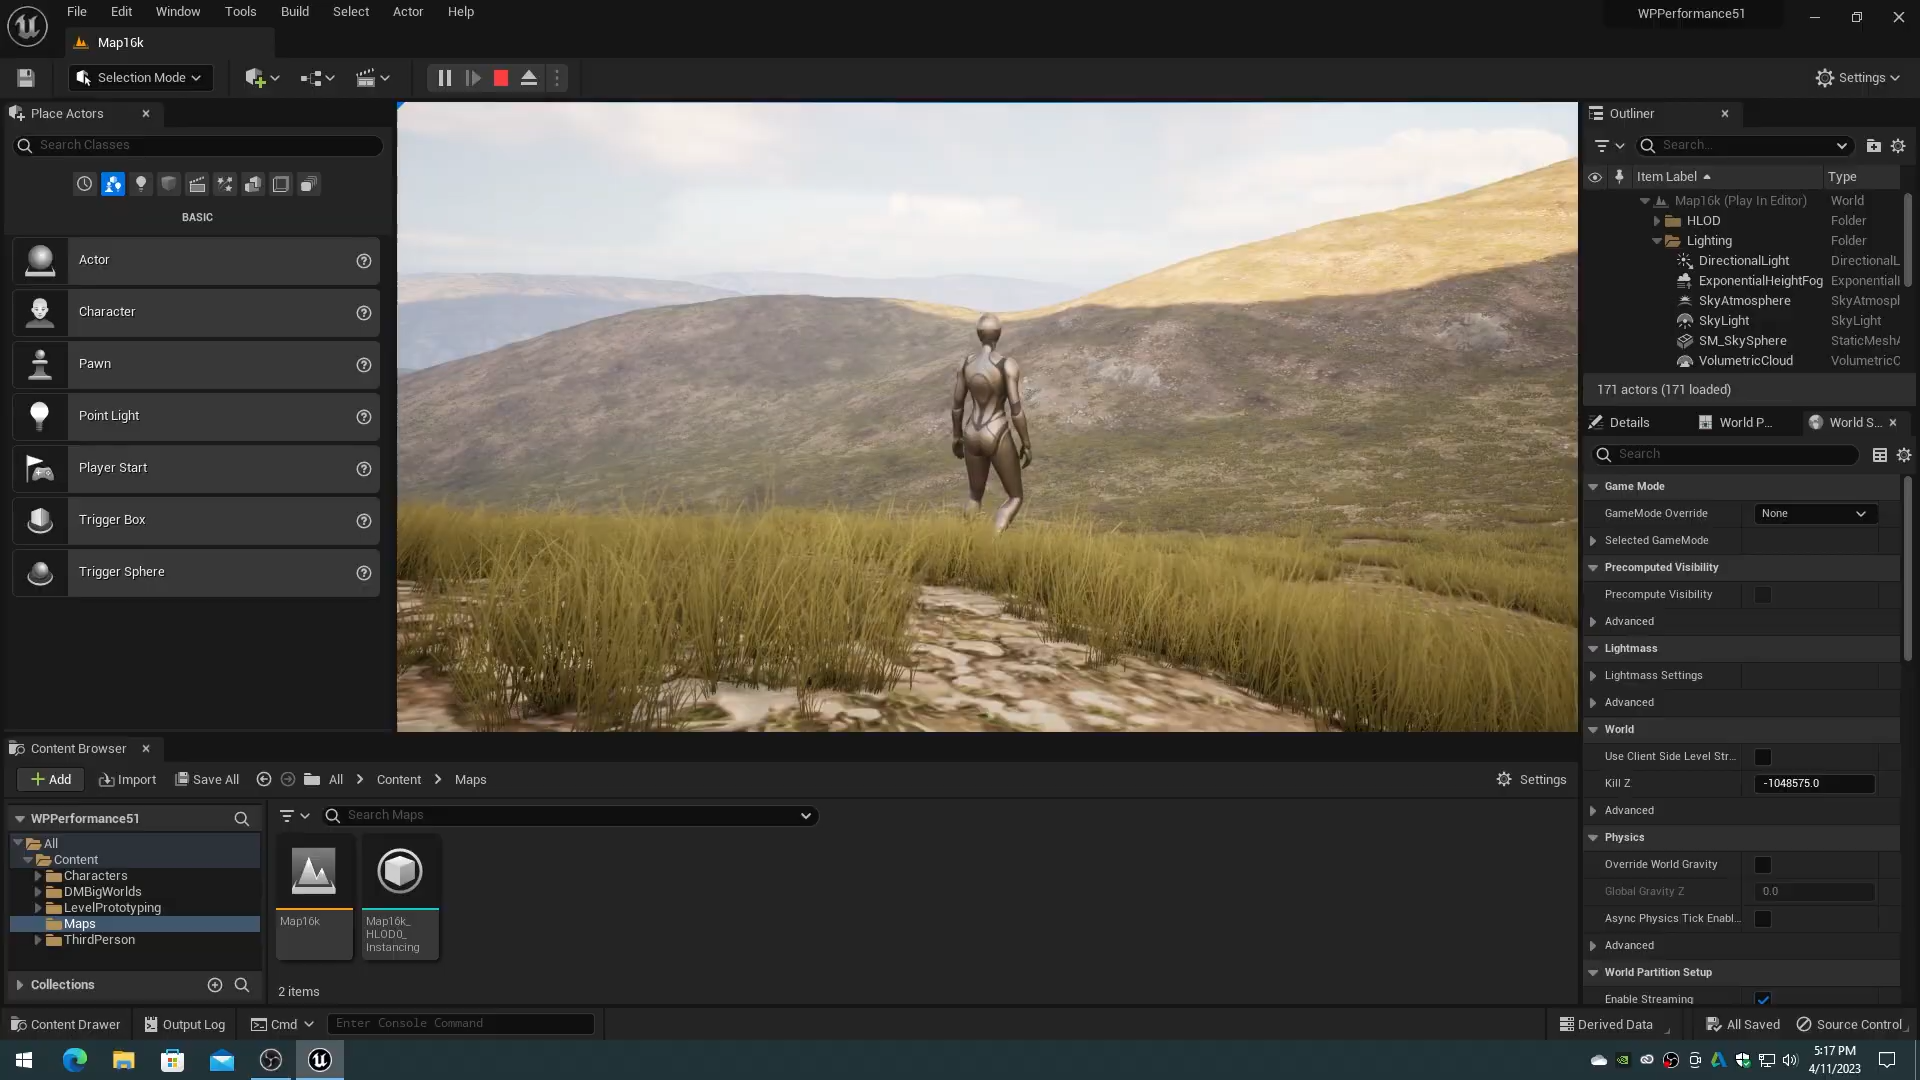 File Edit Window Tools Build Select Actor Help
WPPerformance51
Map16k
Selection Mode
Settings
Place Actors
Search Classes
BASIC
Actor
Character
Pawn
Point Light
Player Start
Trigger Box
Trigger Sphere
Outliner
Search...
Item Label Type
Map16k (Play In Editor) World
HLOD Folder
Lighting Folder
DirectionalLight DirectionalL
ExponentialHeightFog Exponentiall
SkyAtmosphere SkyAtmospl
SkyLight SkyLight
SM_SkySphere StaticMeshA
VolumetricCloud VolumetricC
171 actors (171 loaded)
Details World P... World S...
Search
Game Mode
GameMode Override None
Selected GameMode
Precomputed Visibility
Precompute Visibility
Advanced
Lightmass
Lightmass Settings
Advanced
World
Use Client Side Level Str...
Kill Z -1048575.0
Advanced
Physics
Override World Gravity
Global Gravity Z 0.0
Async Physics Tick Enabl...
Advanced
World Partition Setup
Enable Streaming
Content Browser
Add Import Save All All Content Maps Settings
WPPerformance51
All
Content
Characters
DMBigWorlds
LevelPrototyping
Maps
ThirdPerson
Collections
Search Maps
Map16k
Map16k_
HLOD0_
Instancing
2 items
Content Drawer Output Log Cmd Enter Console Command Derived Data All Saved Source Control
5:17 PM
4/11/2023